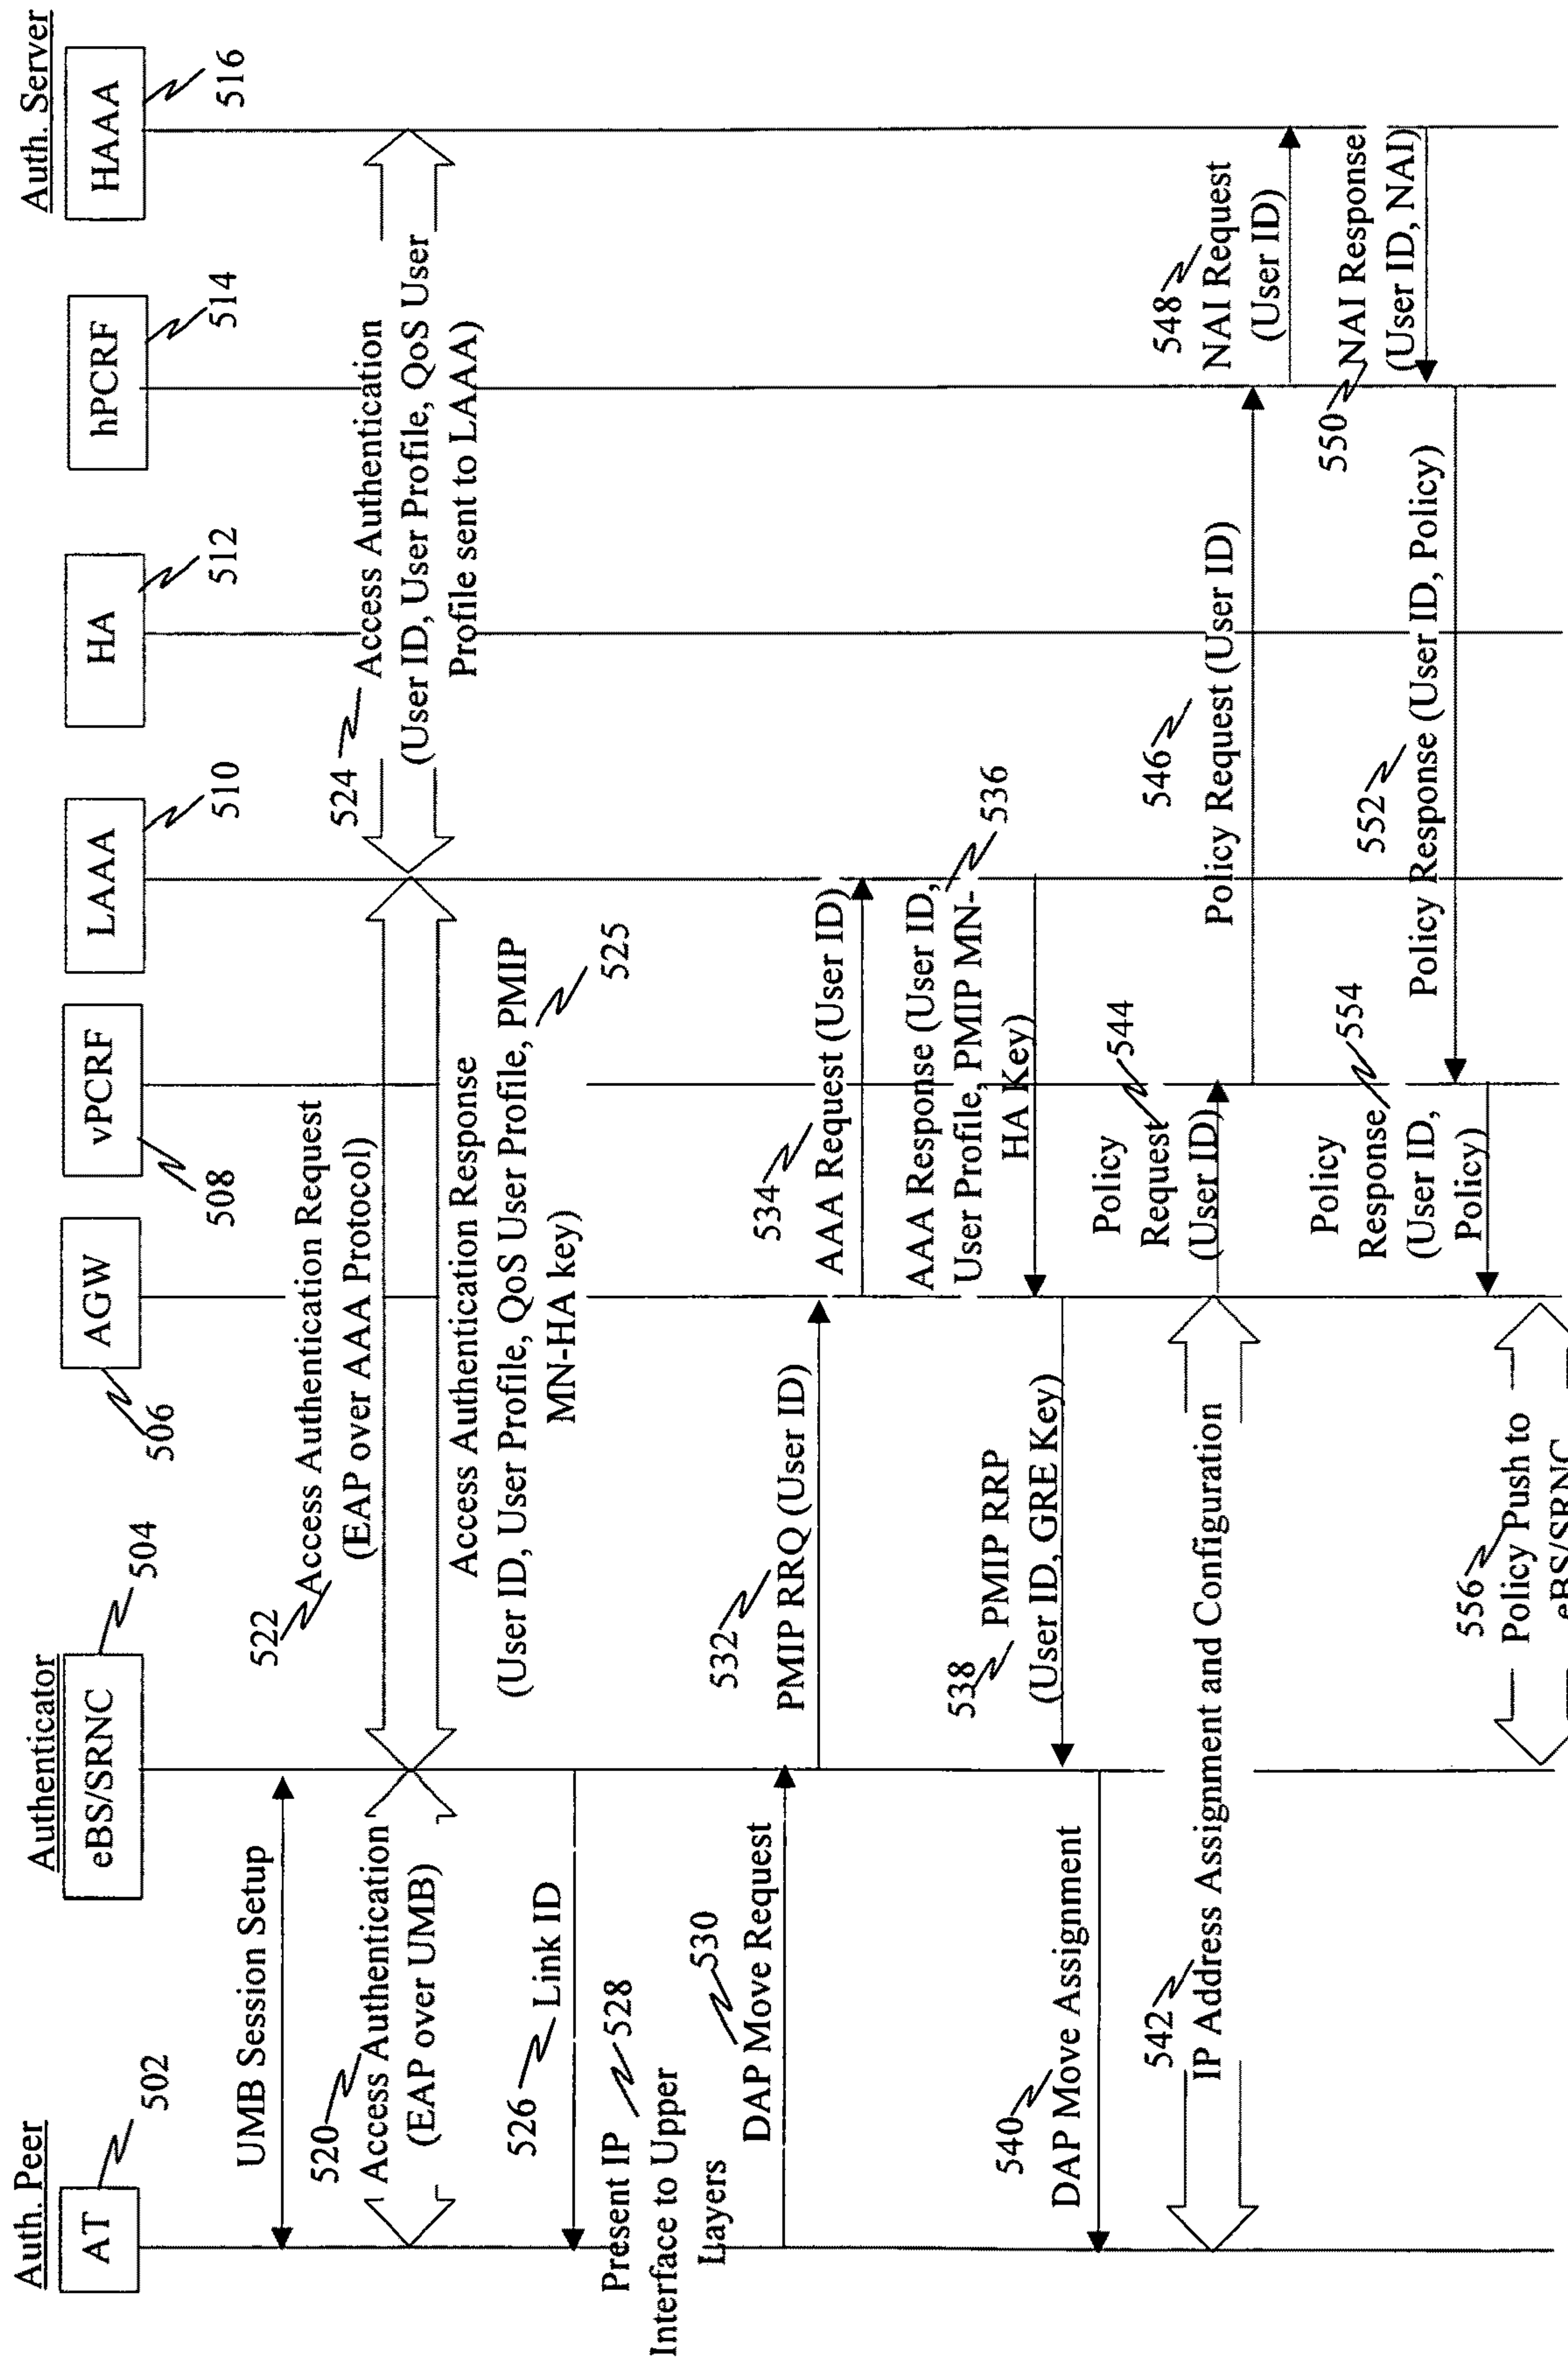 Auth. Peer
Authenticator
Auth. Server
AT
eBS/SRNC
AGW
vPCRF
LAAA
HA
hPCRF
HAAA
502
504
506
508
510
512
514
516
UMB Session Setup
520
Access Authentication
(EAP over UMB)
522
Access Authentication Request
(EAP over AAA Protocol)
524
Access Authentication
(User ID, User Profile, QoS User
Profile sent to LAAA)
Access Authentication Response
(User ID, User Profile, QoS User Profile, PMIP
MN-HA key)
525
526
Link ID
Present IP
Interface to Upper
Layers
528
530
DAP Move Request
532
PMIP RRQ (User ID)
534
AAA Request (User ID)
AAA Response (User ID,
User Profile, PMIP MN-
HA Key)
536
538
PMIP RRP
(User ID, GRE Key)
540
DAP Move Assignment
542
IP Address Assignment and Configuration
Policy
Request
(User ID)
544
546
Policy Request (User ID)
548
NAI Request
(User ID)
550
NAI Response
(User ID, NAI)
552
Policy Response (User ID, Policy)
Policy
Response
(User ID,
Policy)
554
556
Policy Push to
eBS/SRNC